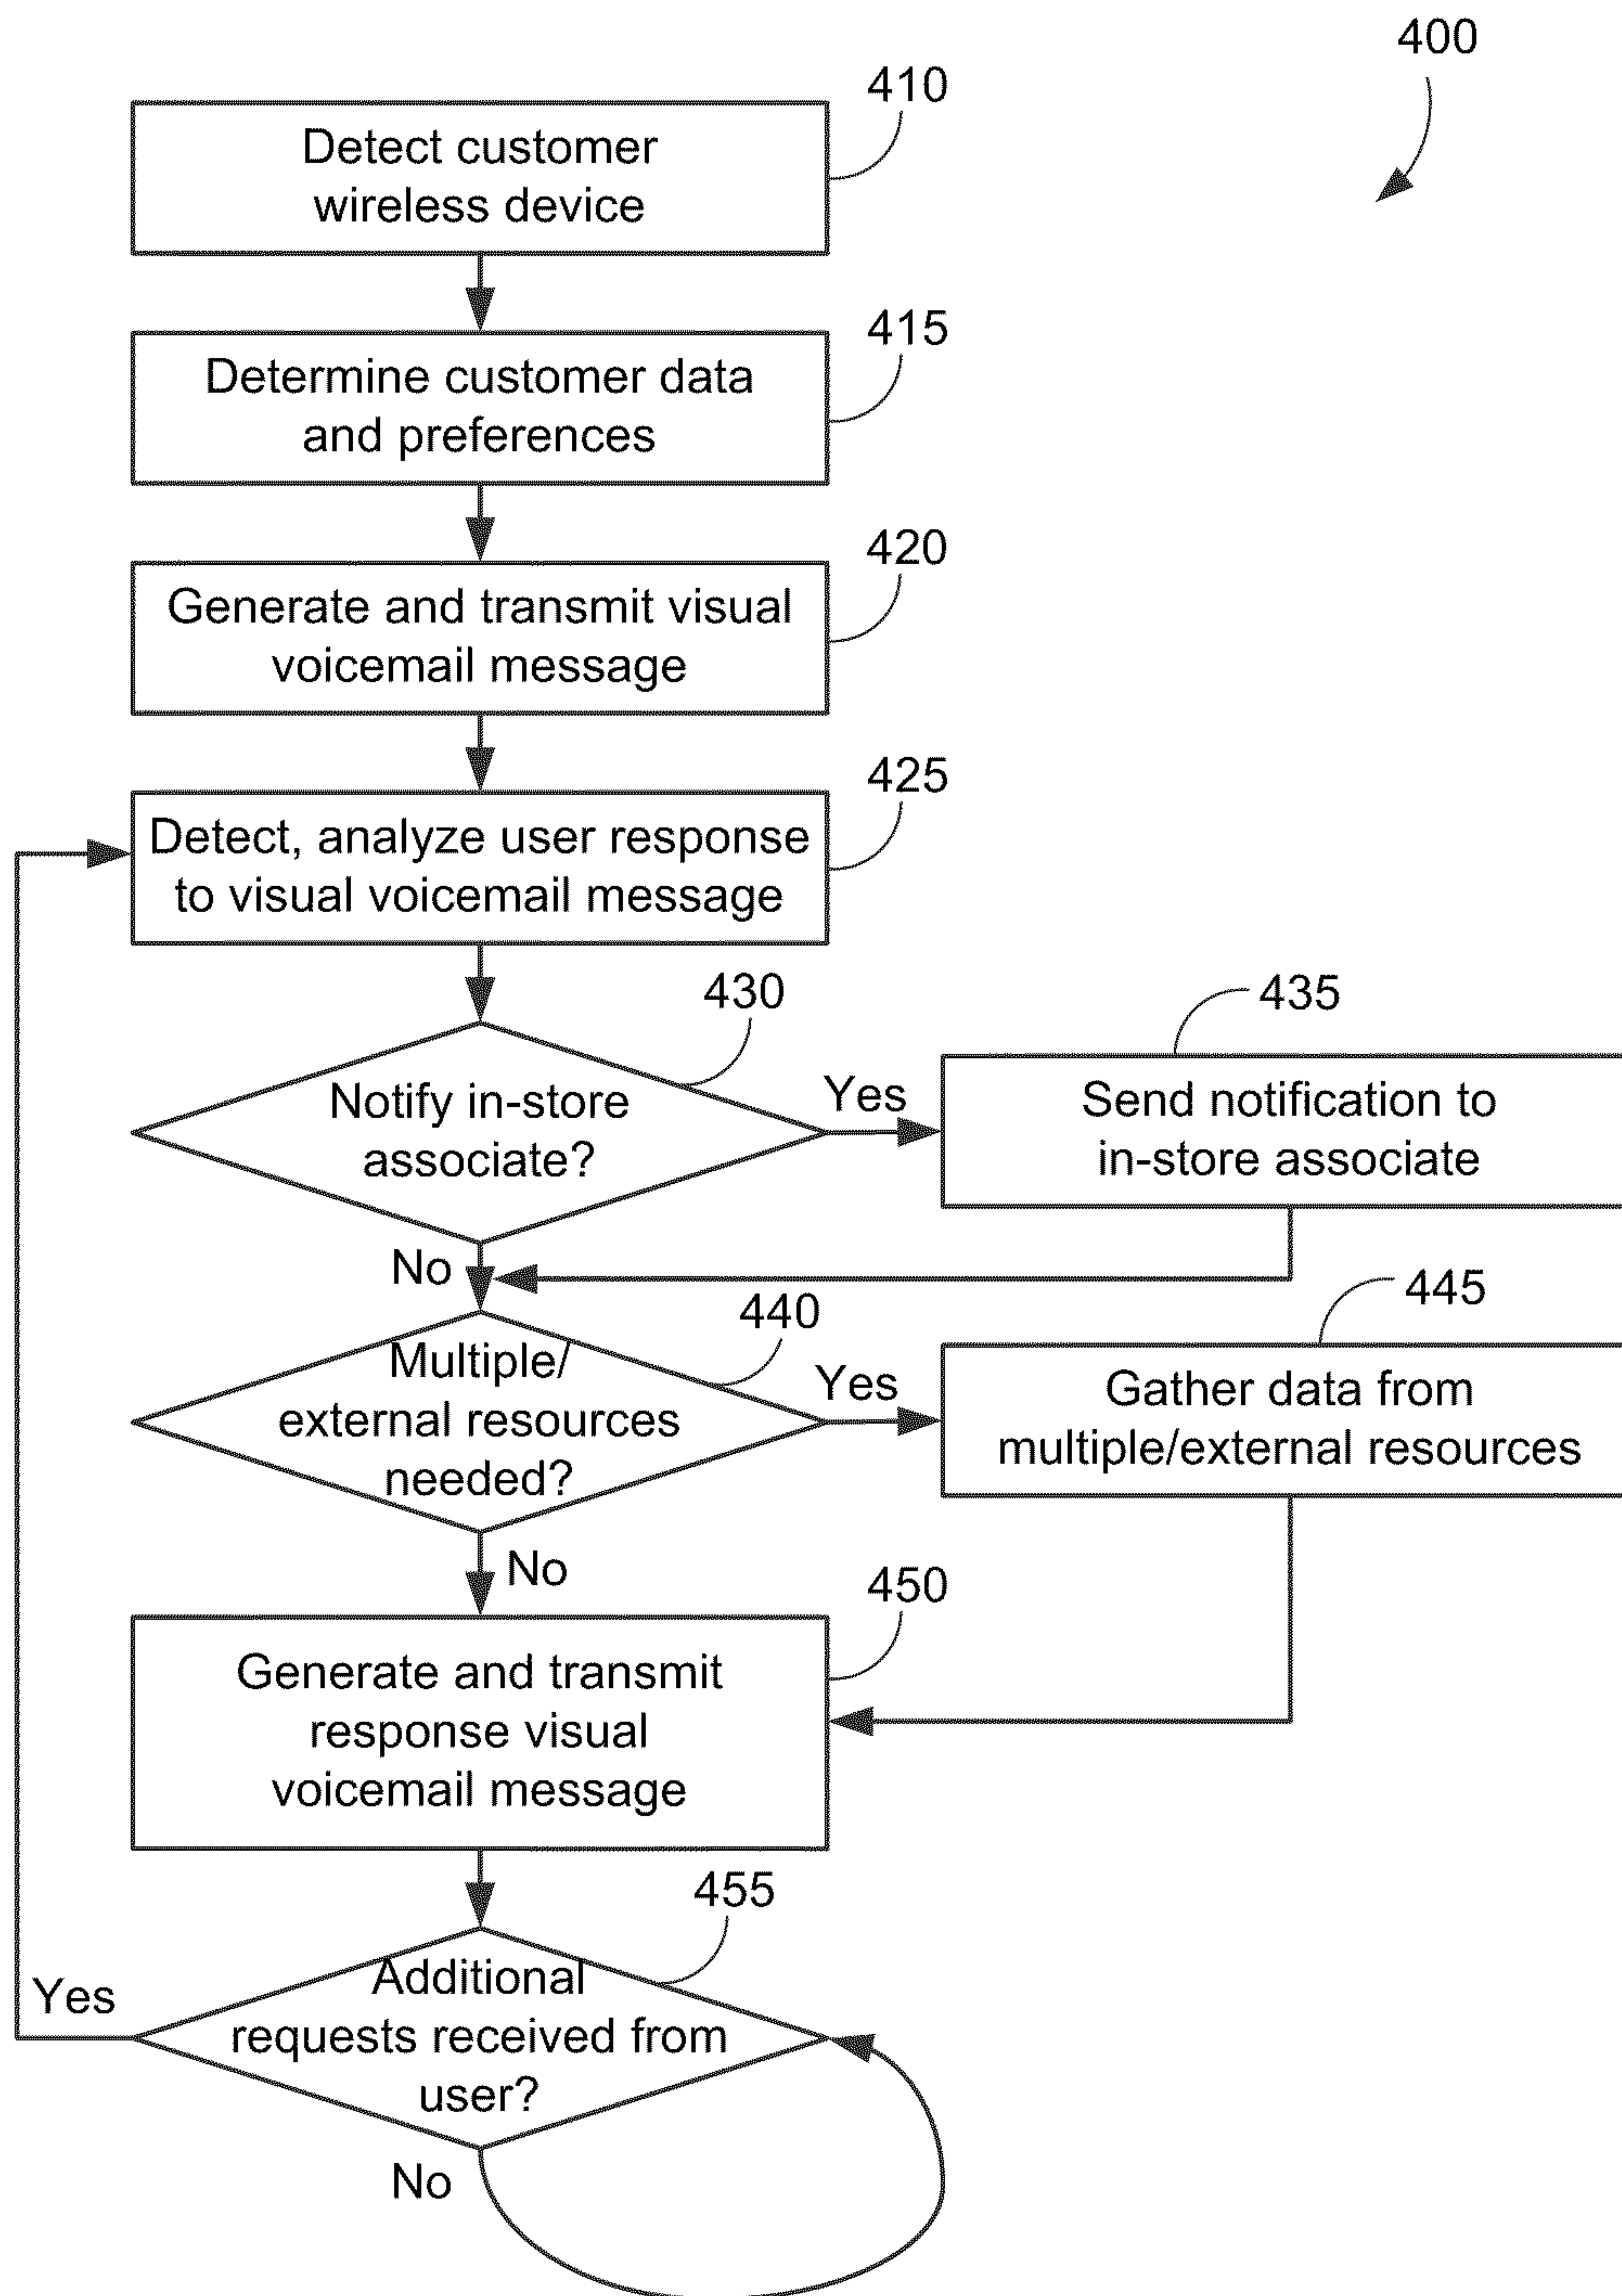 400
410
Detect customer
wireless device
415
Determine customer data
and preferences
420
Generate and transmit visual
voicemail message
425
Detect, analyze user response
to visual voicemail message
430
Notify in-store
associate?
Yes
435
Send notification to
in-store associate
No
440
Multiple/
external resources
needed?
Yes
445
Gather data from
multiple/external resources
No
450
Generate and transmit
response visual
voicemail message
455
Additional
requests received from
user?
Yes
No